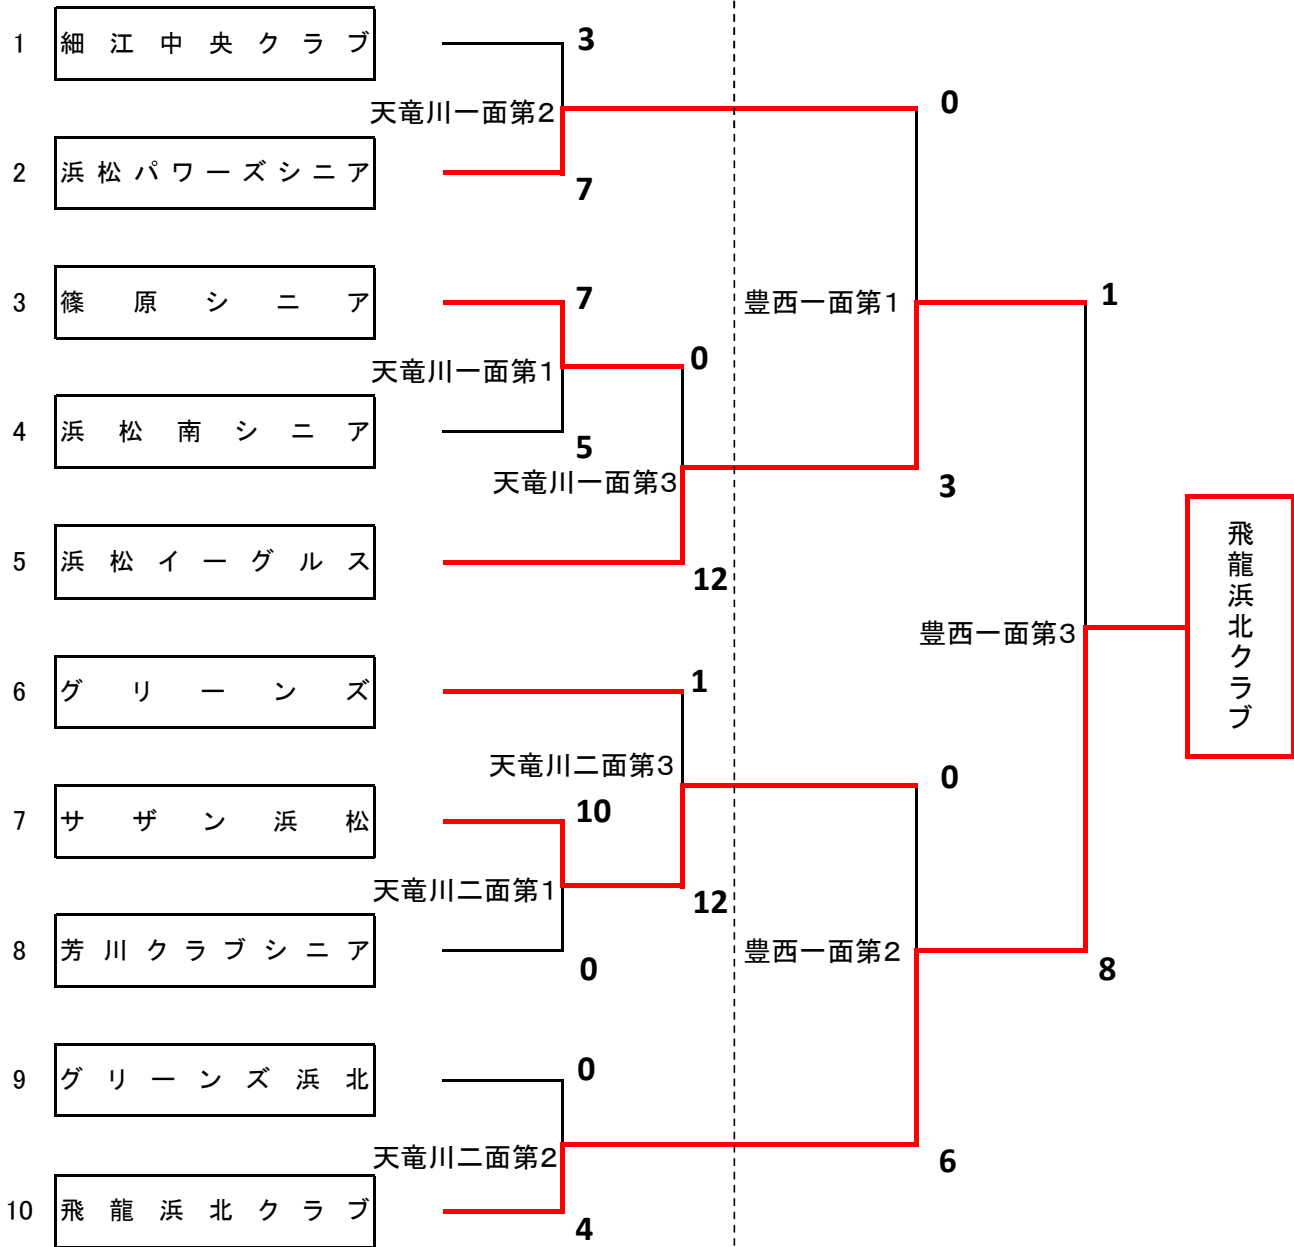 1 細江中央クラブ 3
天竜川一面第2 0
2 浜松パワーズシニア 7
3 篠原シニア 7 豊西一面第1 1
天竜川一面第1 0
4 浜松南シニア 5
天竜川一面第3 3
5 浜松イーグルス 12
飛龍浜北クラブ
豊西一面第3
6 グリーンズ 1
天竜川二面第3 0
7 サザン浜松 10
天竜川二面第1 12
8 芳川クラブシニア 0 豊西一面第2 8
9 グリーンズ浜北 0
天竜川二面第2 6
10 飛龍浜北クラブ 4